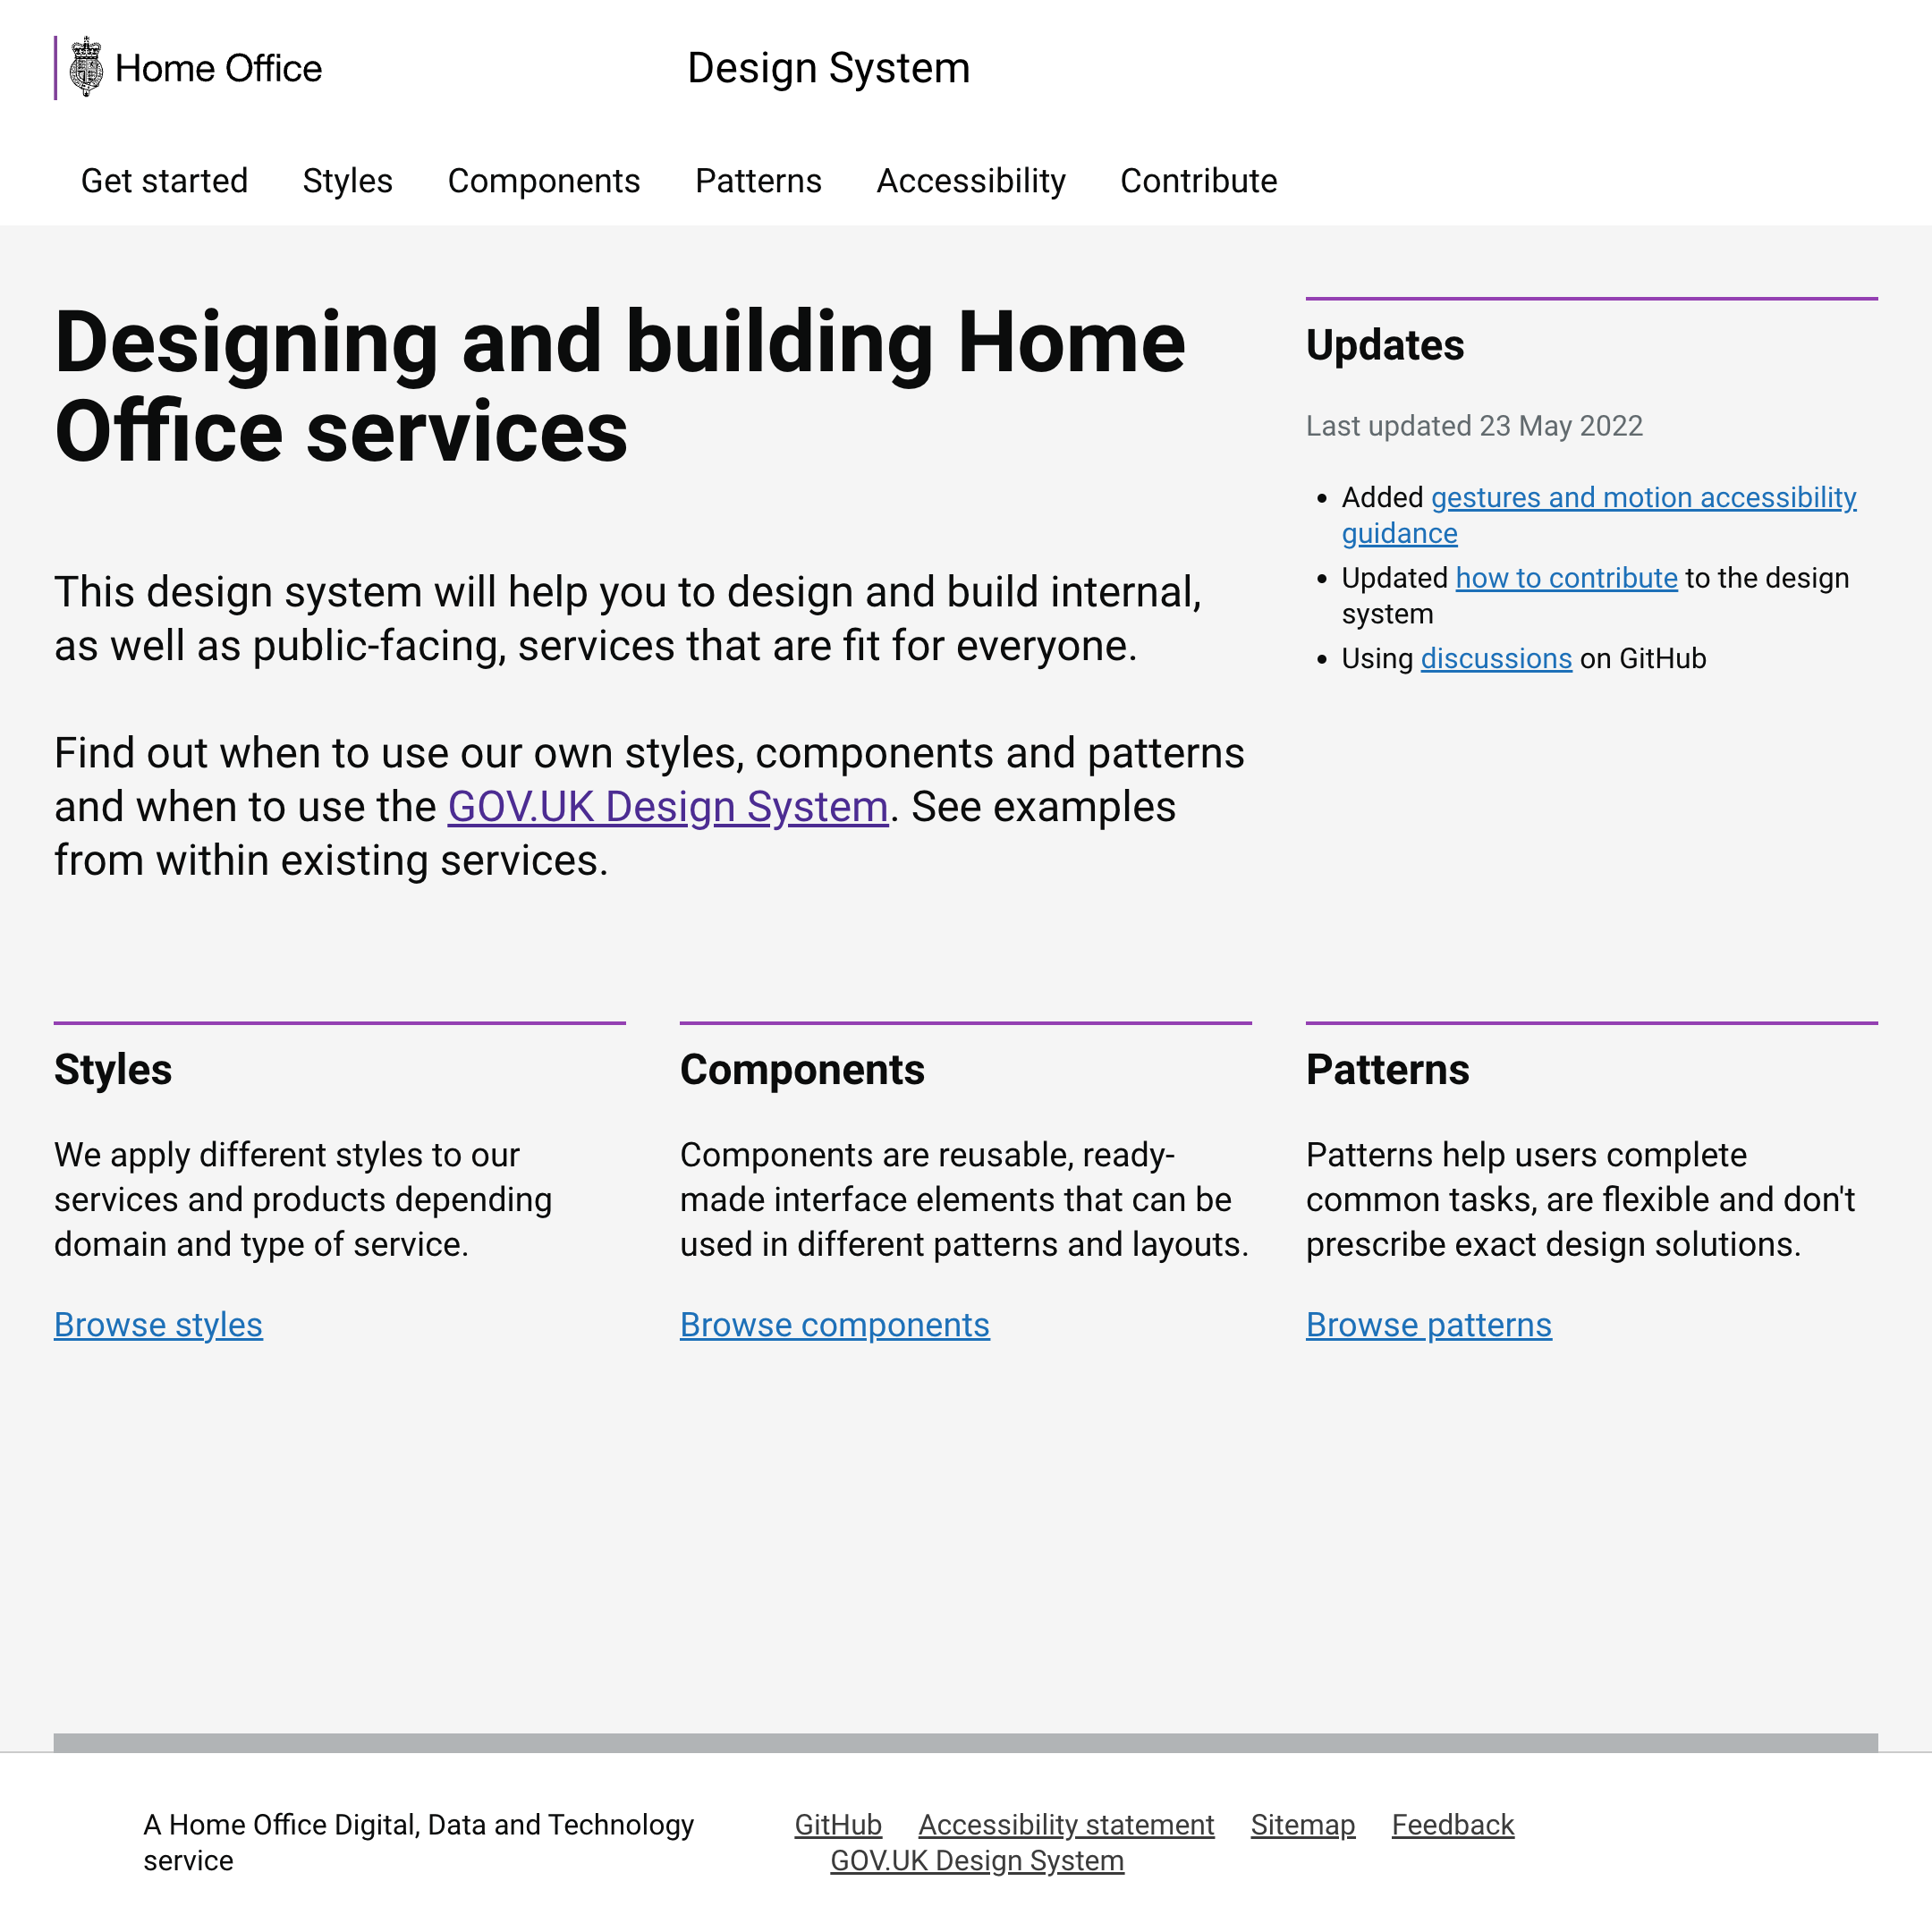 Home Office
Design System
Get started Styles Components Patterns Accessibility Contribute
Designing and building Home
Office services
This design system will help you to design and build internal,
as well as public-facing, services that are fit for everyone.
Find out when to use our own styles, components and patterns
and when to use the GOV.UK Design System. See examples
from within existing services.
Updates
Last updated 23 May 2022
• Added gestures and motion accessibility
guidance
• Updated how to contribute to the design
system
• Using discussions on GitHub
Styles
We apply different styles to our
services and products depending
domain and type of service.
Browse styles
Components
Components are reusable, ready-
made interface elements that can be
used in different patterns and layouts.
Browse components
Patterns
Patterns help users complete
common tasks, are flexible and don't
prescribe exact design solutions.
Browse patterns
A Home Office Digital, Data and Technology
service
GitHub Accessibility statement Sitemap Feedback
GOV.UK Design System